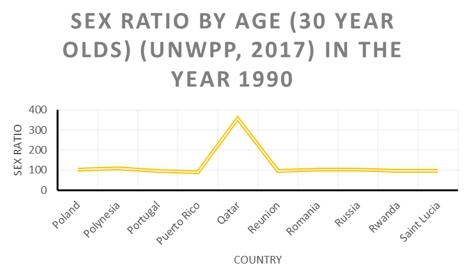 SEX RATIO BY AGE (30 YEAR
OLDS) (UNWPP, 2017) IN THE
YEAR 1990
400
300
200
100
0
SEX RATIO
Poland
Polynesia
Portugal
Puerto Rico
Qatar
Reunion
Romania
Russia
Rwanda
Saint Lucia
COUNTRY